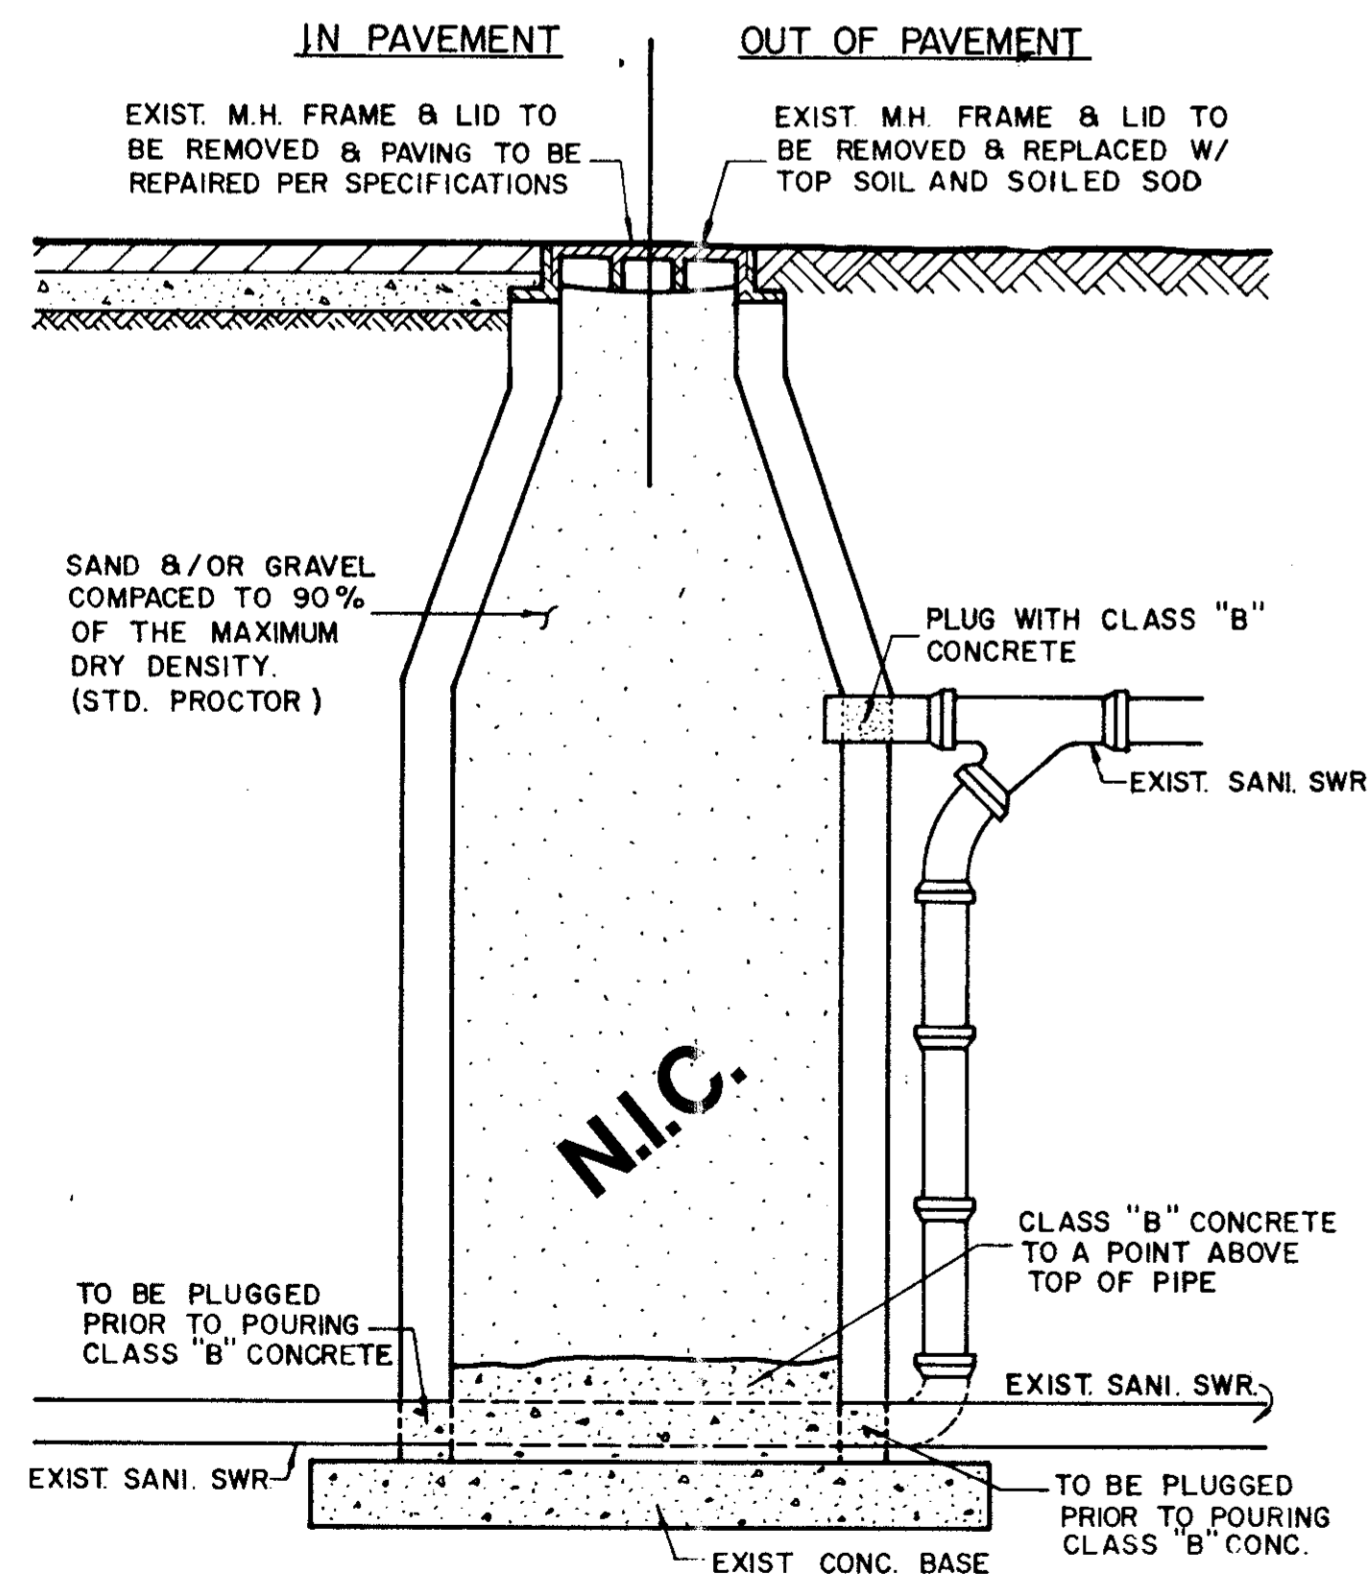 IN PAVEMENT
OUT OF PAVEMENT
EXIST. M.H. FRAME & LID TO
BE REMOVED & PAVING TO BE
REPAIRED PER SPECIFICATIONS
EXIST. M.H. FRAME & LID TO
BE REMOVED & REPLACED W/
TOP SOIL AND SOILED SOD
SAND &/OR GRAVEL
COMPACED TO 90%
OF THE MAXIMUM
DRY DENSITY.
(STD. PROCTOR)
PLUG WITH CLASS "B"
CONCRETE
EXIST. SANI. SWR
N.I.C.
CLASS "B" CONCRETE
TO A POINT ABOVE
TOP OF PIPE
TO BE PLUGGED
PRIOR TO POURING
CLASS "B" CONCRETE
EXIST. SANI. SWR.
EXIST. SANI. SWR
TO BE PLUGGED
PRIOR TO POURING
CLASS "B" CONC.
EXIST CONC. BASE